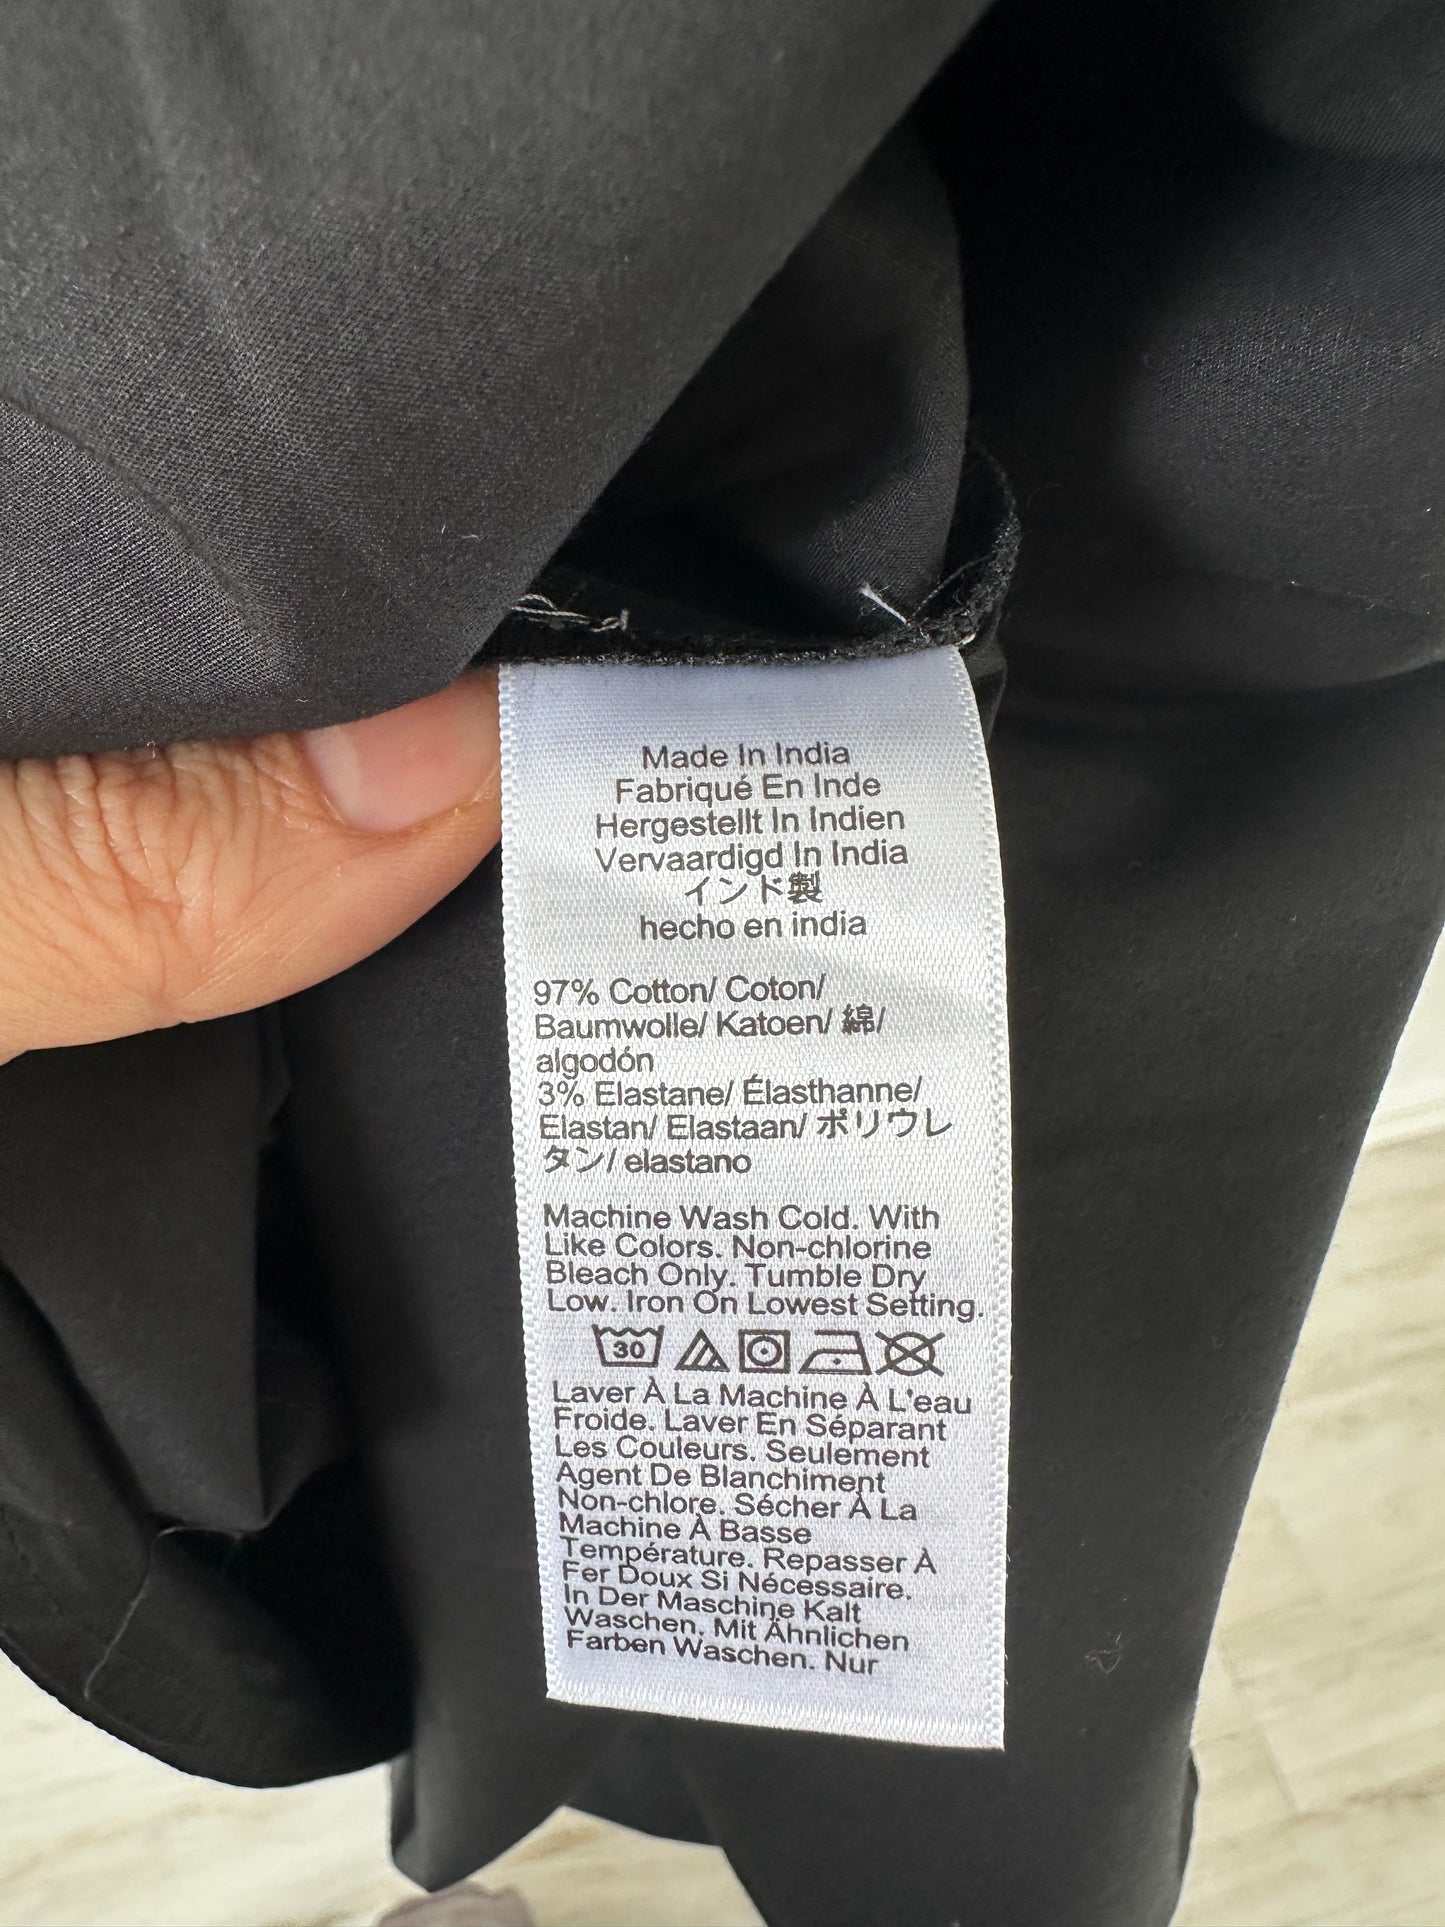 Made In India
Fabriqué En Inde
Hergestellt In Indien
Vervaardigd In India
インド製
hecho en india
97% Cotton/ Coton/
Baumwolle/ Katoen/ 綿/
algodón
3% Elastane/ Élasthanne/
Elastan/ Elastaan/ ポリウレ
タン/ elastano
Machine Wash Cold. With
Like Colors. Non-chlorine
Bleach Only. Tumble Dry
Low. Iron On Lowest Setting.
30
Laver À La Machine À L'eau
Froide. Laver En Séparant
Les Couleurs. Seulement
Agent De Blanchiment
Non-chlore. Sécher À La
Machine À Basse
Température. Repasser À
Fer Doux Si Nécessaire.
In Der Maschine Kalt
Waschen. Mit Ähnlichen
Farben Waschen. Nur